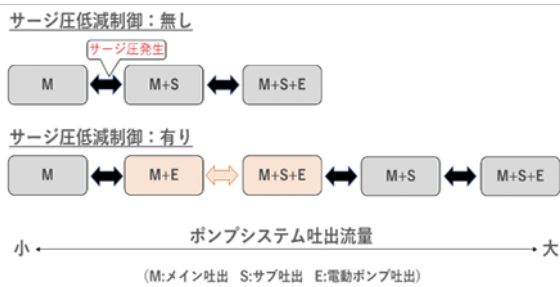 サージ圧低減制御：無し
サージ圧発生
M M+S M+S+E
サージ圧低減制御：有り
M M+E M+S+E M+S M+S+E
ポンプシステム吐出流量
小 大
(M:メイン吐出 S:サブ吐出 E:電動ポンプ吐出)